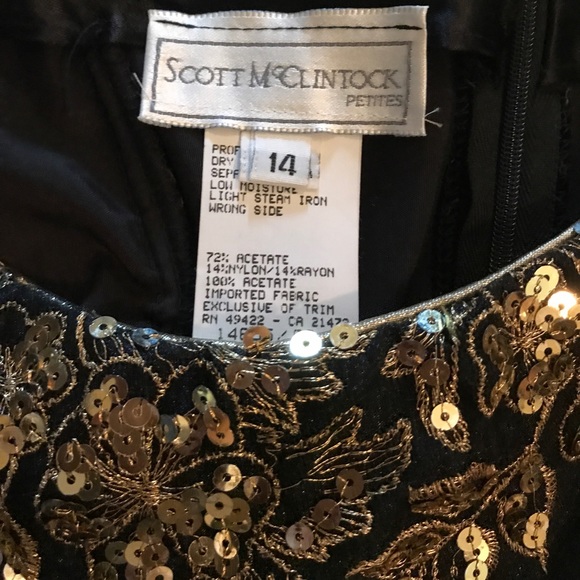 SCOTT McCLINTOCK
PETITES
14
PROF
DRY
SEP
LOW MOISTURE
LIGHT STEAM IRON
WRONG SIDE
72% ACETATE
14%NYLON/14%RAYON
100% ACETATE
IMPORTED FABRIC
EXCLUSIVE OF TRIM
RN 49422 - CA 21472